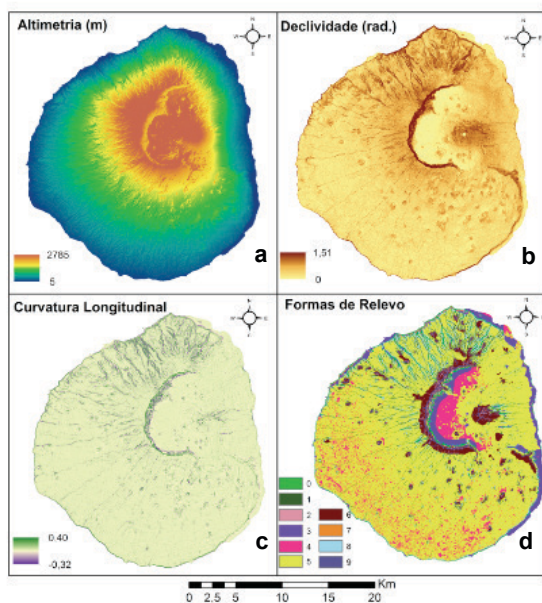 Altimetria (m)
N
W E
S
2785
5
a
Declividade (rad.)
N
W E
S
1,51
0
b
Curvatura Longitudinal
N
W E
S
0.40
-0,32
c
Formas de Relevo
N
W E
S
0
1
2 6
3 7
4 8
5 9
d
Km
0 2.5 5 10 15 20